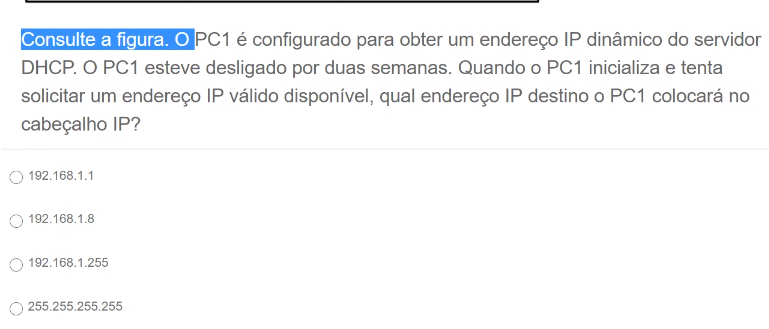 Consulte a figura. O PC1 é configurado para obter um endereço IP dinâmico do servidor
DHCP. O PC1 esteve desligado por duas semanas. Quando o PC1 inicializa e tenta
solicitar um endereço IP válido disponível, qual endereço IP destino o PC1 colocará no
cabeçalho IP?
192.168.1.1
192.168.1.8
192.168.1.255
255.255.255.255